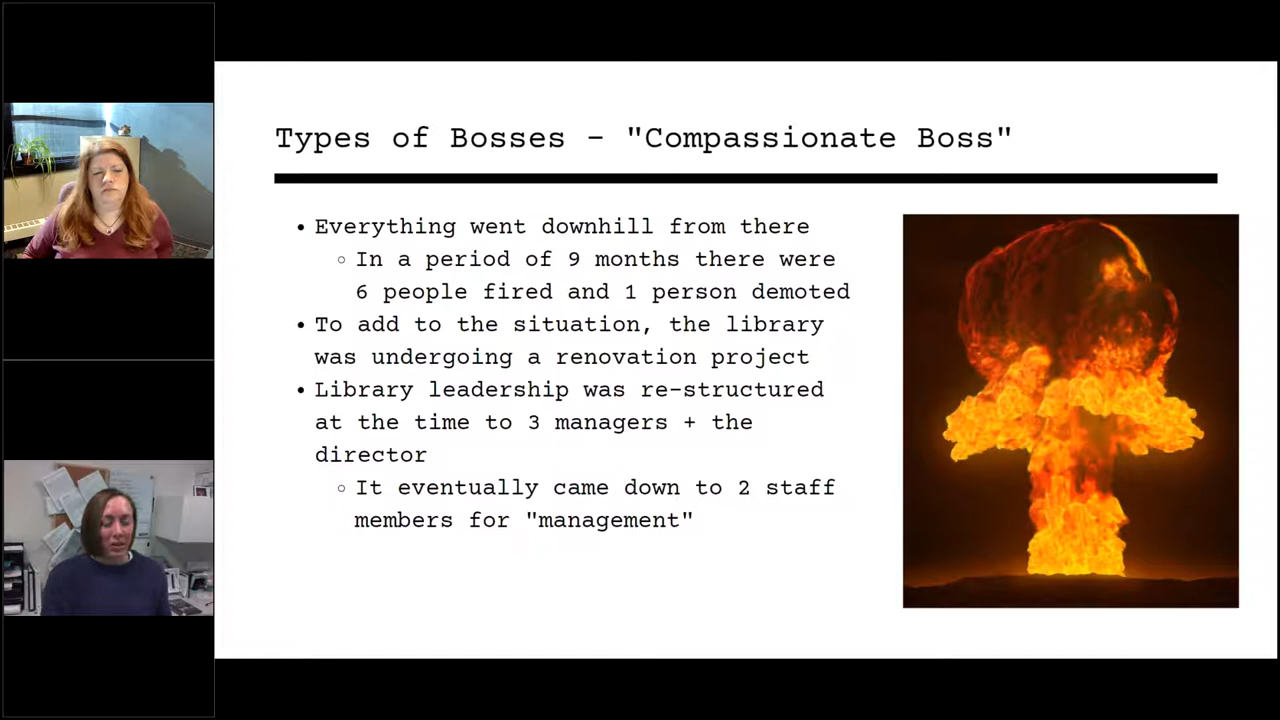 Types of Bosses - "Compassionate Boss"
• Everything went downhill from there
○ In a period of 9 months there were
6 people fired and 1 person demoted
• To add to the situation, the library
was undergoing a renovation project
• Library leadership was re-structured
at the time to 3 managers + the
director
○ It eventually came down to 2 staff
members for "management"